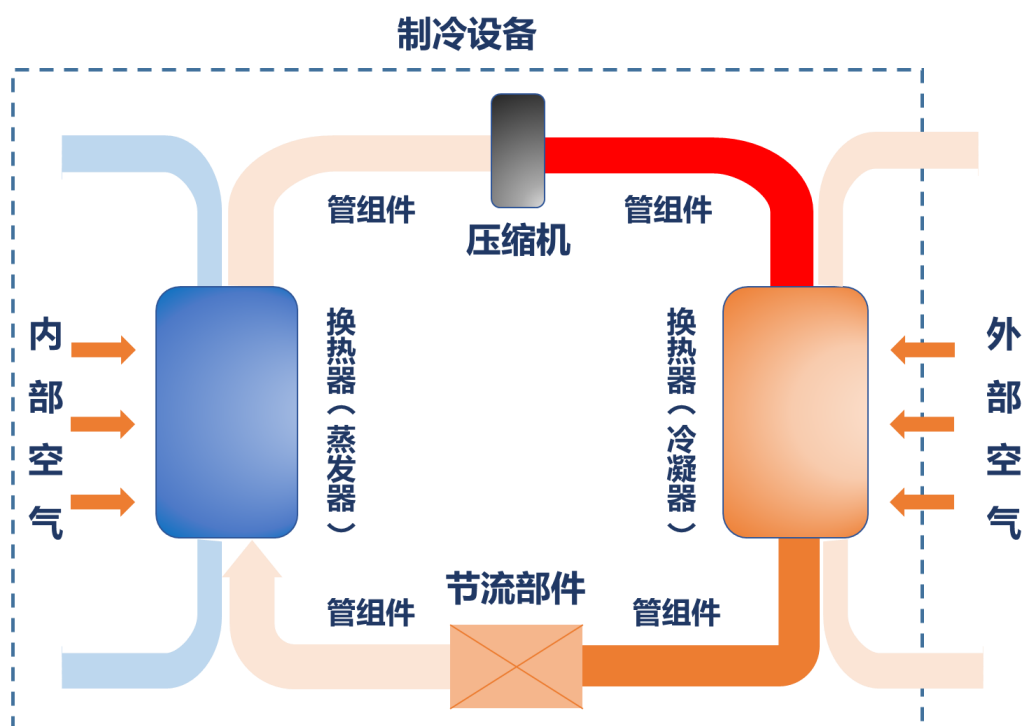 制冷设备
管组件
管组件
压缩机
内部空气
换热器（蒸发器）
换热器（冷凝器）
外部空气
节流部件
管组件
管组件